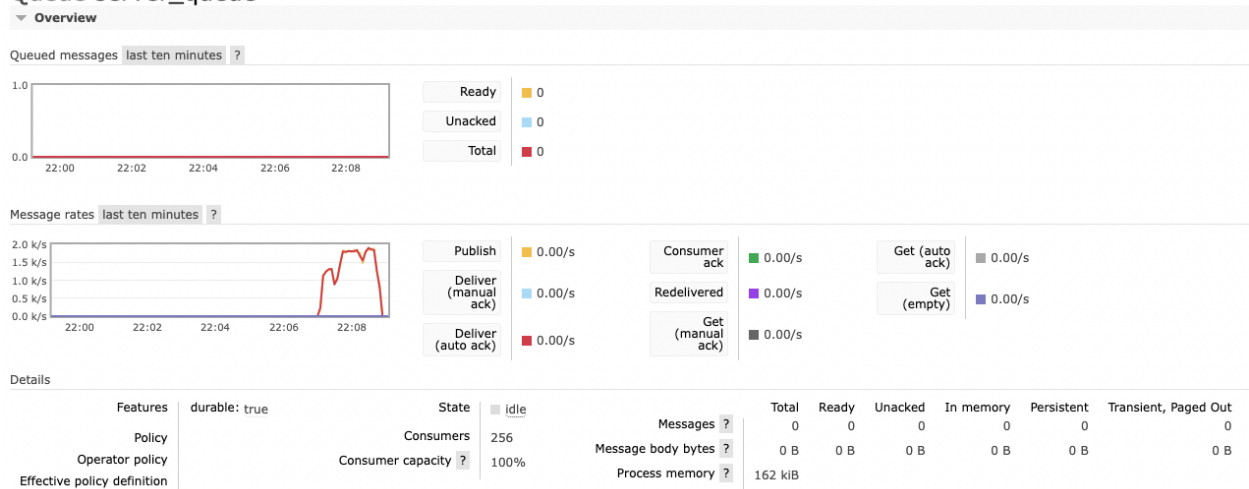 Overview
Queued messages last ten minutes ?
1.0
0.0
22:00 22:02 22:04 22:06 22:08
Ready 0
Unacked 0
Total 0
Message rates last ten minutes ?
2.0 k/s
1.5 k/s
1.0 k/s
0.5 k/s
0.0 k/s
22:00 22:02 22:04 22:06 22:08
Publish 0.00/s
Deliver
(manual
ack) 0.00/s
Deliver
(auto ack) 0.00/s
Consumer
ack 0.00/s
Redelivered 0.00/s
Get
(manual
ack) 0.00/s
Get (auto
ack) 0.00/s
Get
(empty) 0.00/s
Details
Features durable: true
Policy
Operator policy
Effective policy definition
State idle
Consumers 256
Consumer capacity ? 100%
Total Ready Unacked In memory Persistent Transient, Paged Out
Messages ? 0 0 0 0 0 0
Message body bytes ? 0 B 0 B 0 B 0 B 0 B 0 B
Process memory ? 162 kiB